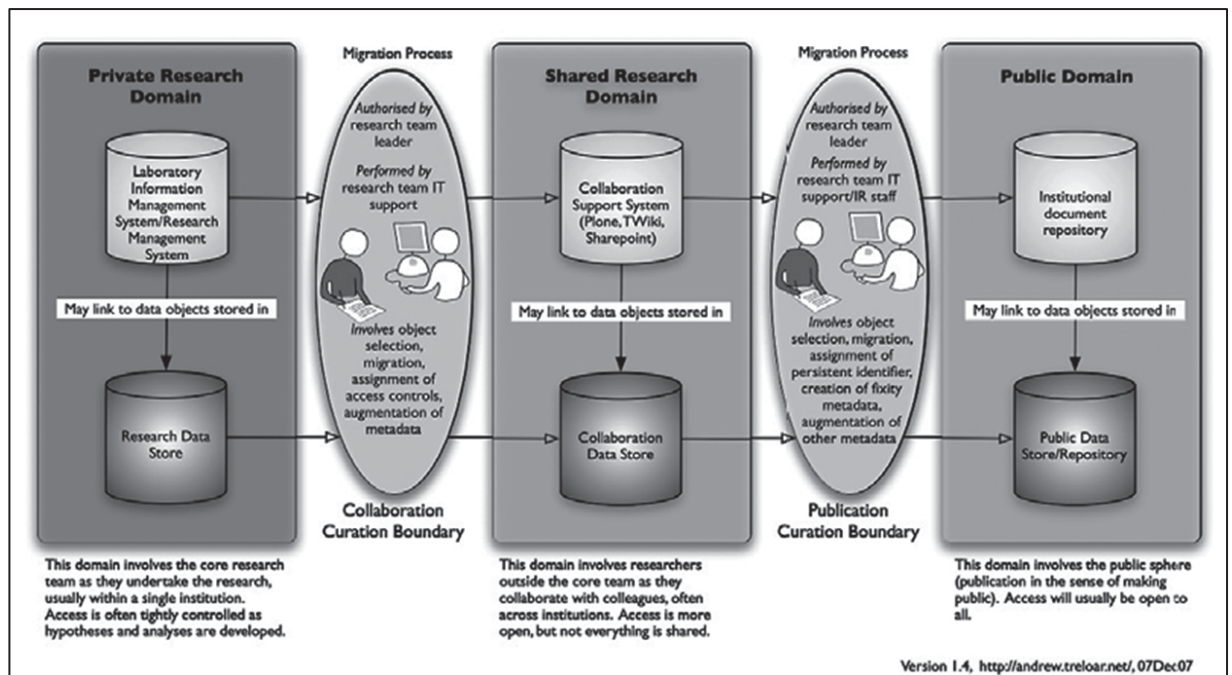 Private Research
Domain
Laboratory
Information
Management
System/Research
Management
System
May link to data objects stored in
Research Data
Store
This domain involves the core research
team as they undertake the research,
usually within a single institution.
Access is often tightly controlled as
hypotheses and analyses are developed.
Migration Process
Authorised by
research team
leader
Performed by
research team IT
support
Involves object
selection,
migration,
assignment of
access controls,
augmentation of
metadata
Collaboration
Curation Boundary
Shared Research
Domain
Collaboration
Support System
(Plone, TWiki,
Sharepoint)
May link to data objects stored in
Collaboration
Data Store
This domain involves researchers
outside the core team as they
collaborate with colleagues, often
across institutions. Access is more
open, but not everything is shared.
Migration Process
Authorised by
research team
leader
Performed by
research team IT
support/IR staff
Involves object
selection, migration,
assignment of
persistent identifier,
creation of fixity
metadata,
augmentation of
other metadata
Publication
Curation Boundary
Public Domain
Institutional
document
repository
May link to data objects stored in
Public Data
Store/Repository
This domain involves the public sphere
(publication in the sense of making
public). Access will usually be open to
all.
Version 1.4, http://andrew.treloar.net/, 07Dec07